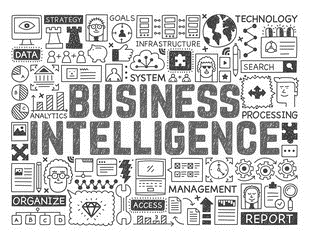 STRATEGY
GOALS
TECHNOLOGY
INFRASTRUCTURE
DATA
SYSTEM
SEARCH
BUSINESS
ANALYTICS
PROCESSING
INTELLIGENCE
MANAGEMENT
ORGANIZE
ACCESS
REPORT
A B C D